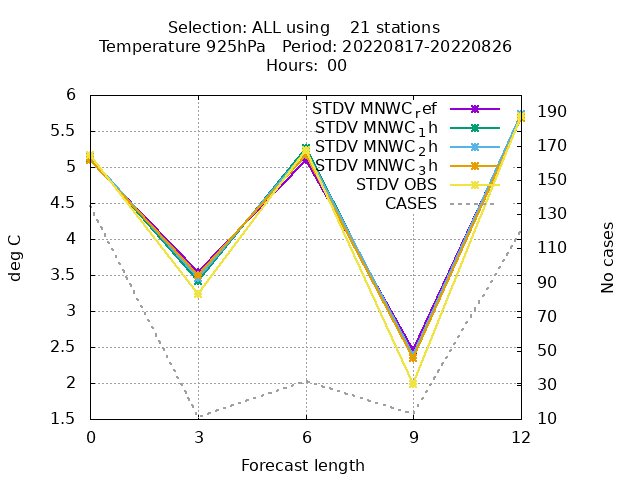 Selection: ALL using 21 stations
Temperature 925hPa Period: 20220817-20220826
Hours: 00
6
5.5
5
4.5
4
3.5
3
2.5
2
1.5
deg C
STDV MNWC_ref
STDV MNWC_1h
STDV MNWC_2h
STDV MNWC_3h
STDV OBS
CASES
190
170
150
130
110
90
70
50
30
10
No cases
0 3 6 9 12
Forecast length